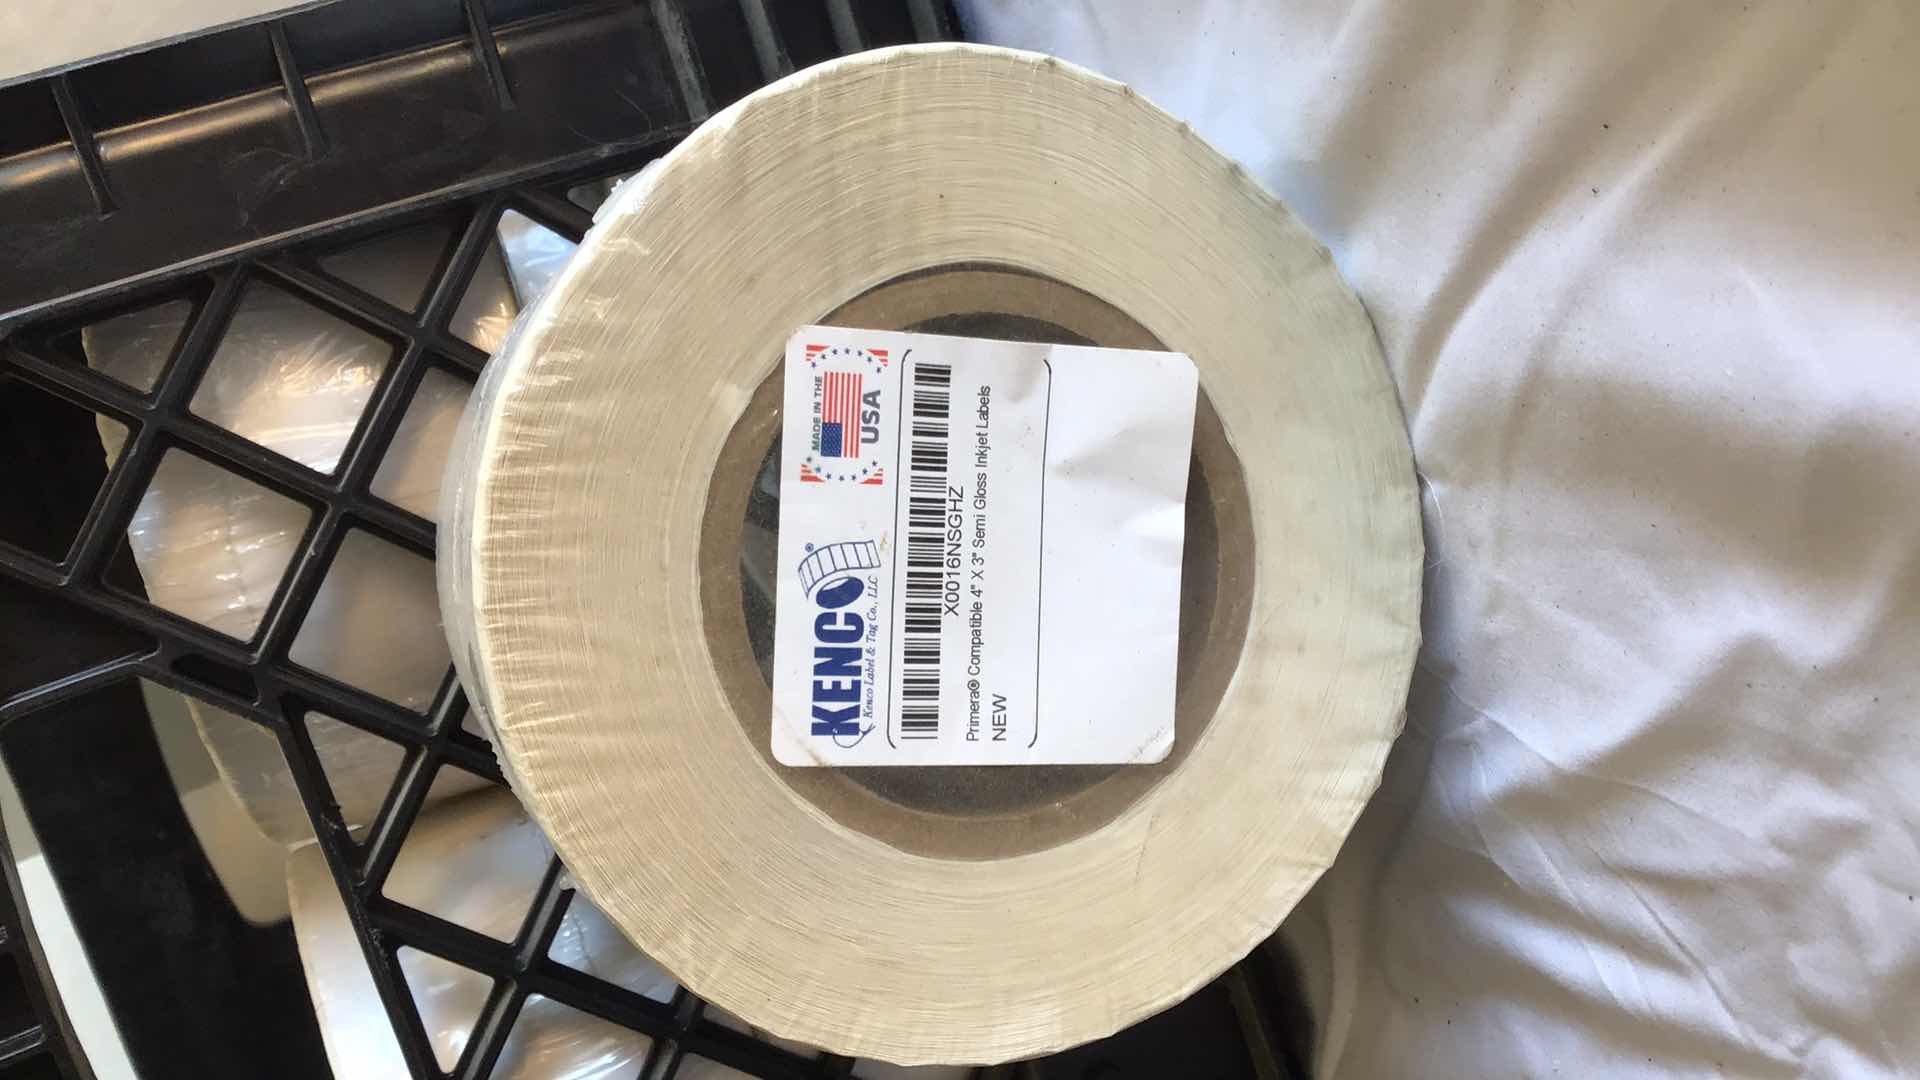 KENCO®
Kenco Label & Tag Co., LLC
MADE IN THE
USA
X0016NSGHZ
Primera® Compatible 4" X 3" Semi Gloss Inkjet Labels
NEW